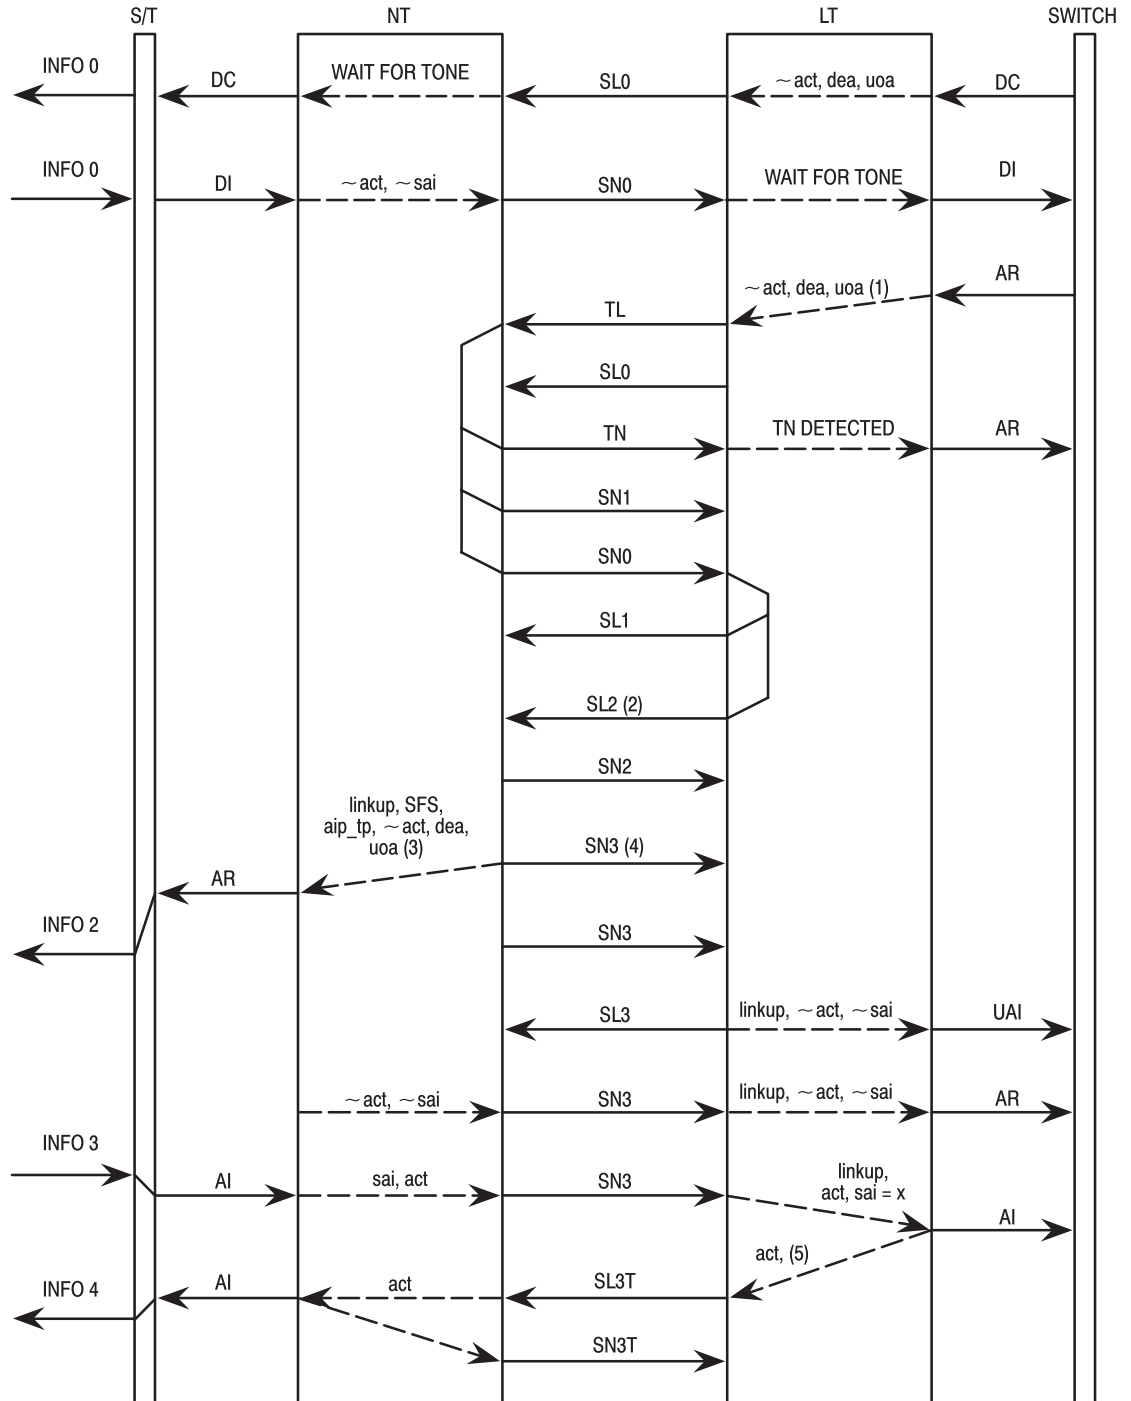 S/T NT LT SWITCH
INFO 0 DC WAIT FOR TONE SL0 ~act, dea, uoa DC
INFO 0 DI ~act, ~sai SN0 WAIT FOR TONE DI
~act, dea, uoa (1) AR
TL
SL0
TN TN DETECTED AR
SN1
SN0
SL1
SL2 (2)
SN2
linkup, SFS,
aip_tp, ~act, dea,
uoa (3)
SN3 (4)
AR
INFO 2
SN3
SL3 linkup, ~act, ~sai UAI
~act, ~sai SN3 linkup, ~act, ~sai AR
INFO 3
AI sai, act SN3
linkup,
act, sai = x
AI
act, (5)
INFO 4 AI act SL3T
SN3T